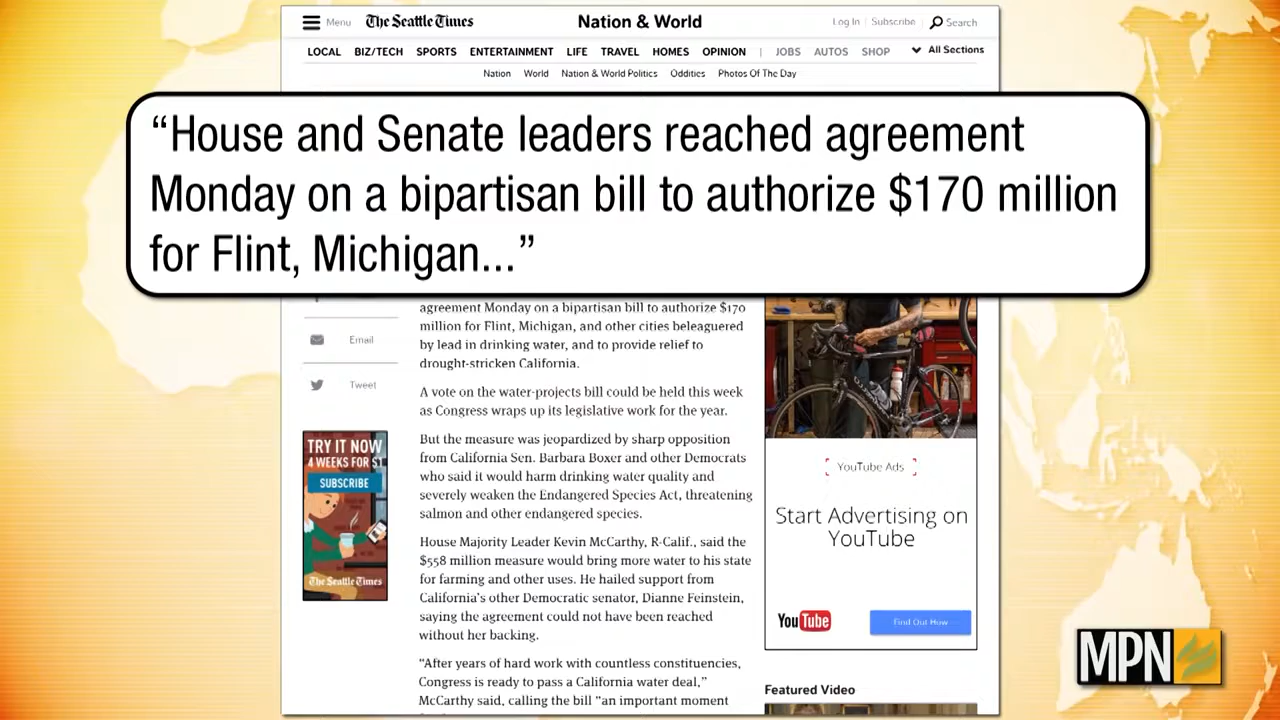 Menu The Seattle Times Nation & World Log In Subscribe Search
LOCAL BIZ/TECH SPORTS ENTERTAINMENT LIFE TRAVEL HOMES OPINION | JOBS AUTOS SHOP All Sections
Nation World Nation & World Politics Oddities Photos Of The Day
“House and Senate leaders reached agreement
Monday on a bipartisan bill to authorize $170 million
for Flint, Michigan...”
agreement Monday on a bipartisan bill to authorize $170
million for Flint, Michigan, and other cities beleaguered
by lead in drinking water, and to provide relief to
drought-stricken California.
A vote on the water-projects bill could be held this week
as Congress wraps up its legislative work for the year.
But the measure was jeopardized by sharp opposition
from California Sen. Barbara Boxer and other Democrats
who said it would harm drinking water quality and
severely weaken the Endangered Species Act, threatening
salmon and other endangered species.
House Majority Leader Kevin McCarthy, R-Calif., said the
$558 million measure would bring more water to his state
for farming and other uses. He hailed support from
California’s other Democratic senator, Dianne Feinstein,
saying the agreement could not have been reached
without her backing.
“After years of hard work with countless constituencies,
Congress is ready to pass a California water deal,”
McCarthy said, calling the bill “an important moment
Email
Tweet
TRY IT NOW
4 WEEKS FOR $1
SUBSCRIBE
The Seattle Times
YouTube Ads
Start Advertising on
YouTube
YouTube
Find Out How
Featured Video
MPN